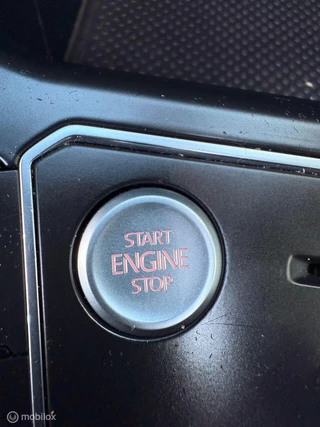 START
ENGINE
STOP
mobilox